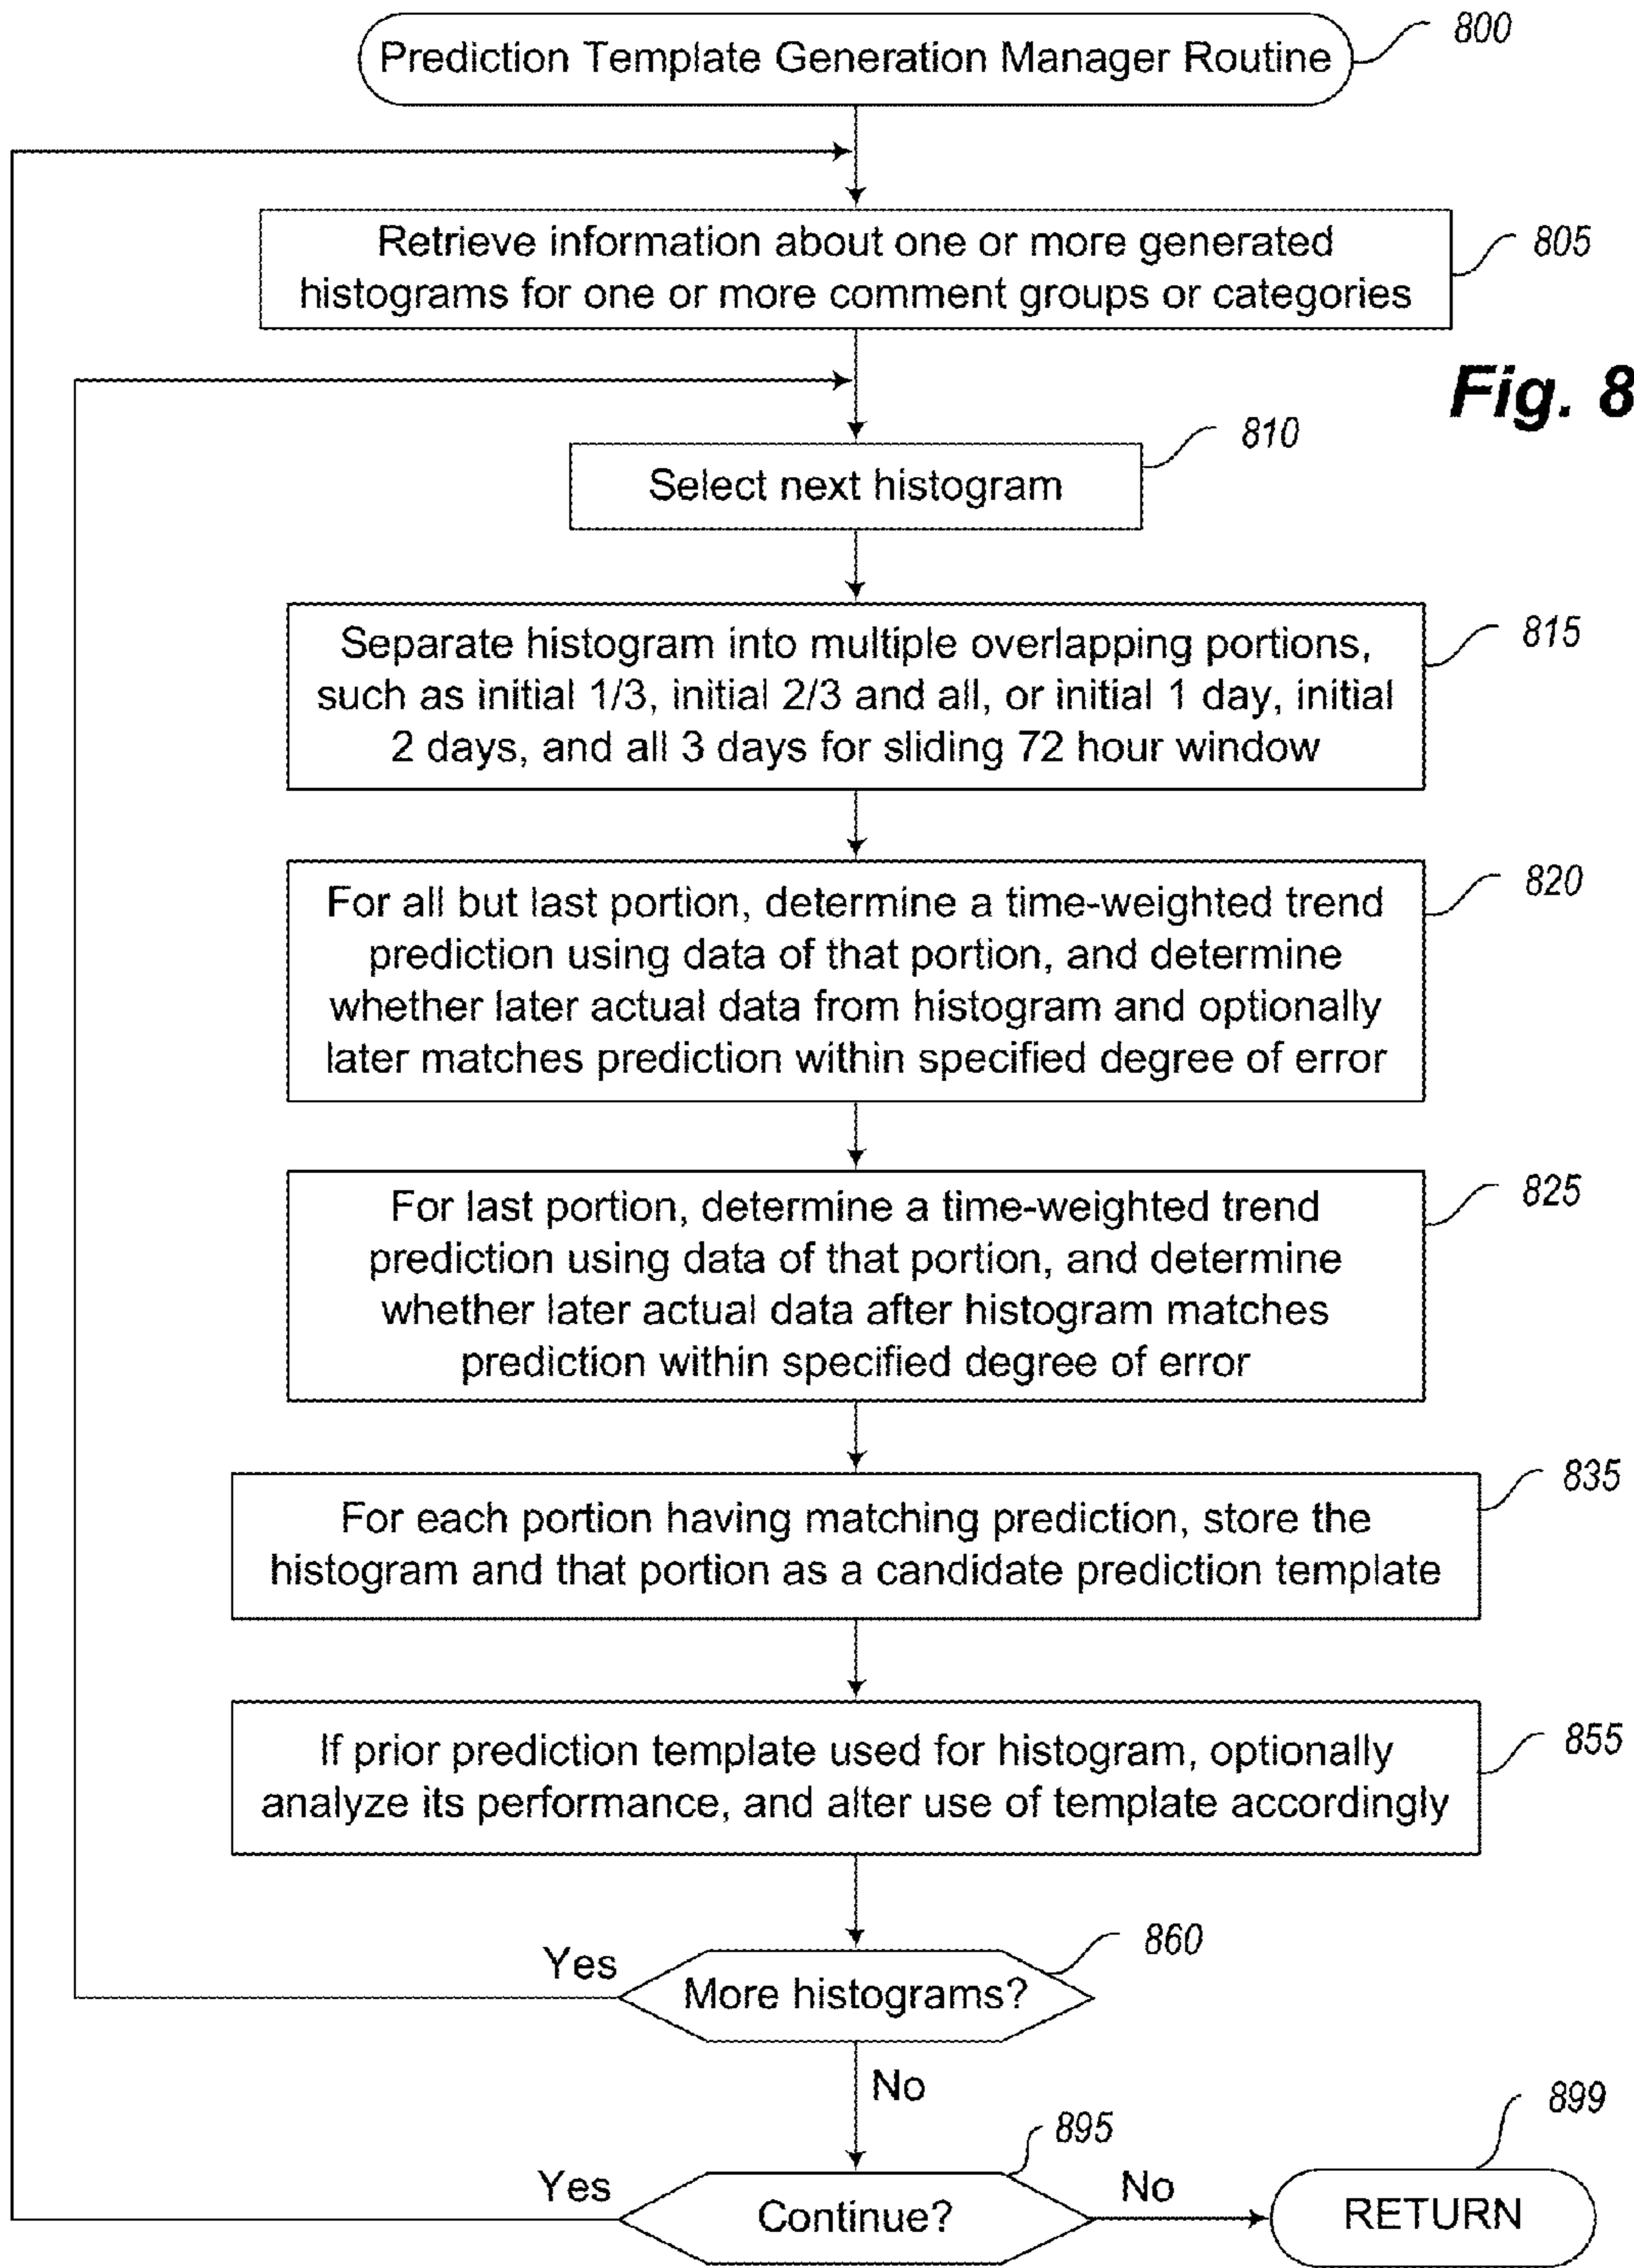 Prediction Template Generation Manager Routine
800
Retrieve information about one or more generated
histograms for one or more comment groups or categories
805
Fig. 8
Select next histogram
810
Separate histogram into multiple overlapping portions,
such as initial 1/3, initial 2/3 and all, or initial 1 day, initial
2 days, and all 3 days for sliding 72 hour window
815
For all but last portion, determine a time-weighted trend
prediction using data of that portion, and determine
whether later actual data from histogram and optionally
later matches prediction within specified degree of error
820
For last portion, determine a time-weighted trend
prediction using data of that portion, and determine
whether later actual data after histogram matches
prediction within specified degree of error
825
For each portion having matching prediction, store the
histogram and that portion as a candidate prediction template
835
If prior prediction template used for histogram, optionally
analyze its performance, and alter use of template accordingly
855
Yes
More histograms?
860
No
Yes
Continue?
895
No
RETURN
899